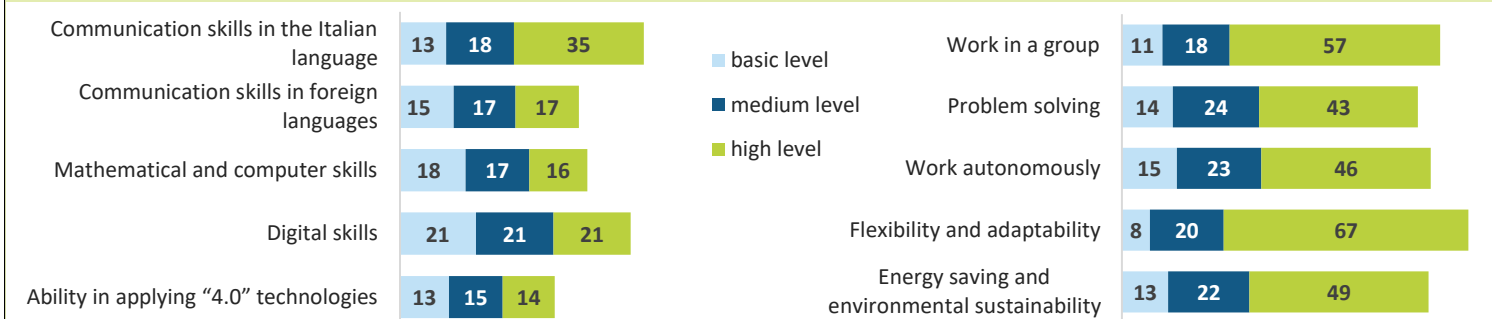 Communication skills in the Italian
language
13 18 35
Communication skills in foreign
languages
15 17 17
Mathematical and computer skills
18 17 16
Digital skills
21 21 21
Ability in applying “4.0” technologies
13 15 14
basic level
medium level
high level
Work in a group
11 18 57
Problem solving
14 24 43
Work autonomously
15 23 46
Flexibility and adaptability
8 20 67
Energy saving and
environmental sustainability
13 22 49